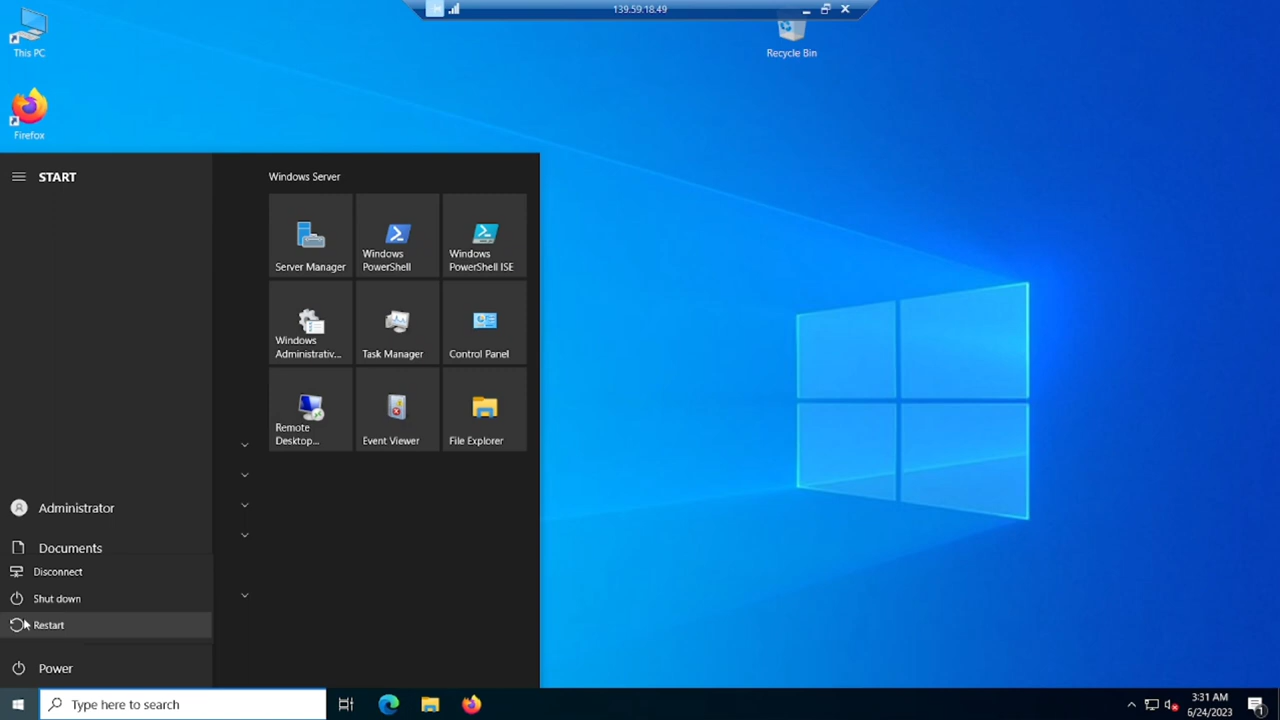 139.59.18.49
This PC
Recycle Bin
Firefox
START
Windows Server
Server Manager
Windows
PowerShell
Windows
PowerShell ISE
Windows
Administrativ...
Task Manager
Control Panel
Remote
Desktop...
Event Viewer
File Explorer
Administrator
Documents
Disconnect
Shut down
Restart
Power
Type here to search
3:31 AM
6/24/2023
1